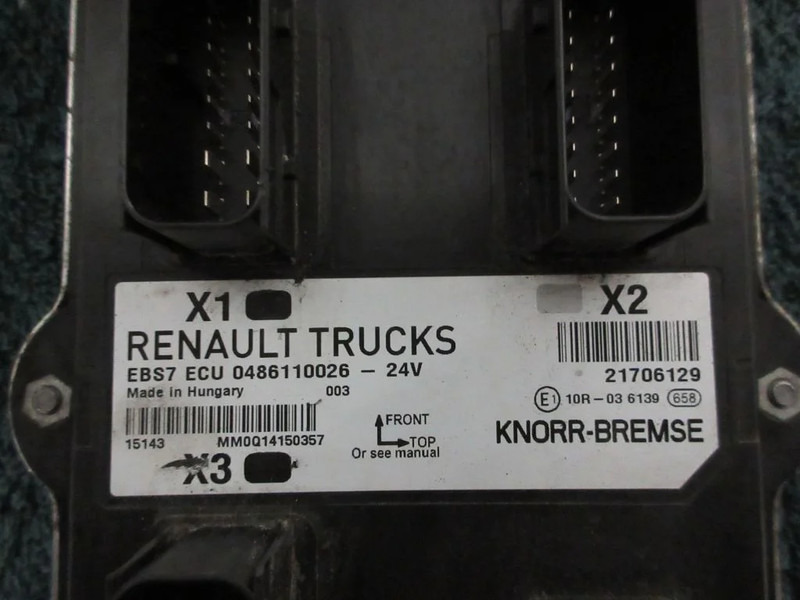 X1 X2
RENAULT TRUCKS
EBS7 ECU 0486110026 - 24V
Made in Hungary 003
21706129
E1 10R-03 6139 658
15143 MM0Q14150357
FRONT
TOP
Or see manual
KNORR-BREMSE
X3